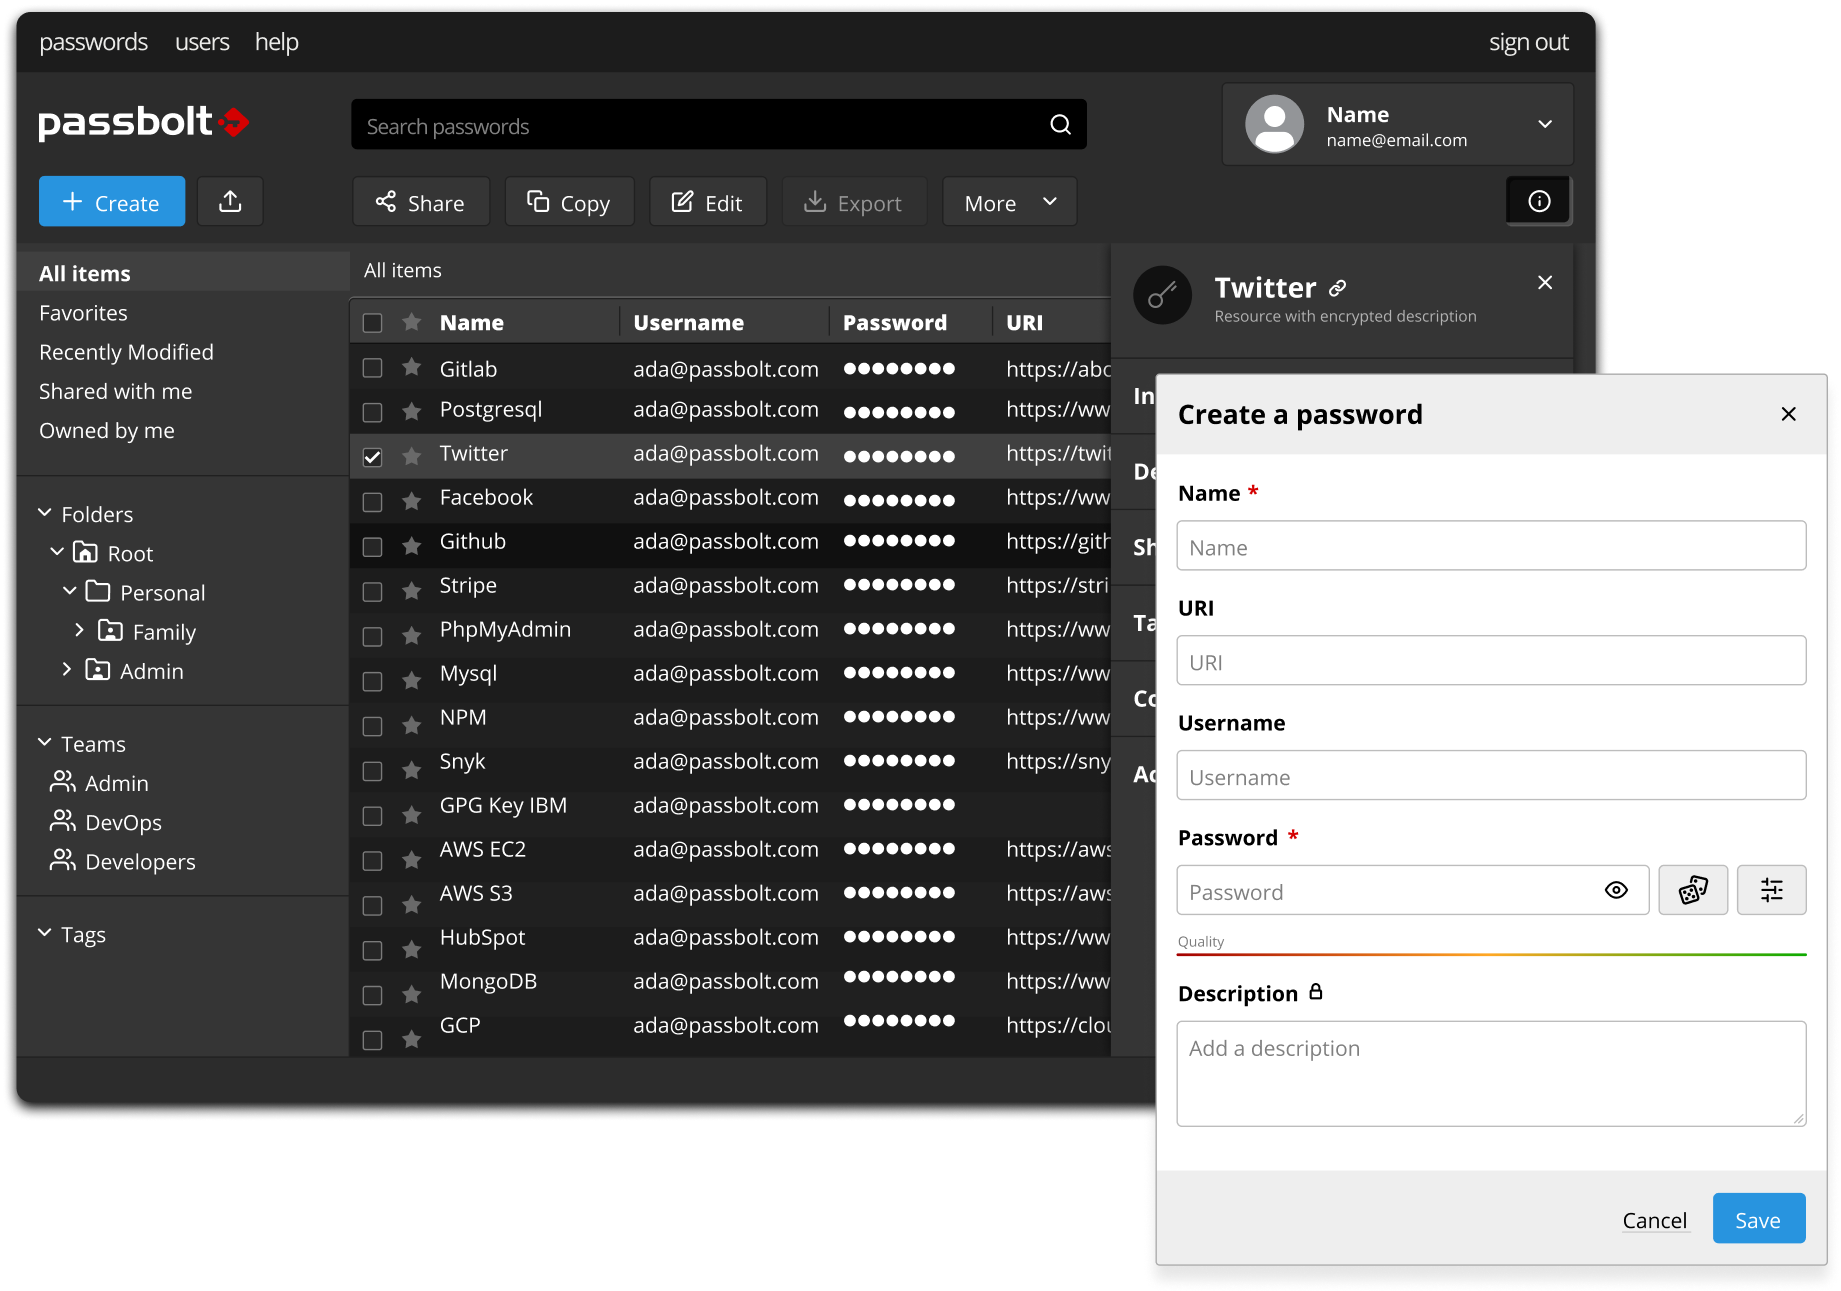 passwords users help sign out
passbolt
Search passwords
Name
name@email.com
Create
Share Copy Edit Export More
All items
Favorites
Recently Modified
Shared with me
Owned by me
Folders
Root
Personal
Family
Admin
Teams
Admin
DevOps
Developers
Tags
All items
Name Username Password URI
Gitlab ada@passbolt.com ●●●●●●●● https://abc
Postgresql ada@passbolt.com ●●●●●●●● https://ww
Twitter ada@passbolt.com ●●●●●●●● https://twit
Facebook ada@passbolt.com ●●●●●●●● https://ww
Github ada@passbolt.com ●●●●●●●● https://gith
Stripe ada@passbolt.com ●●●●●●●● https://stri
PhpMyAdmin ada@passbolt.com ●●●●●●●● https://ww
Mysql ada@passbolt.com ●●●●●●●● https://ww
NPM ada@passbolt.com ●●●●●●●● https://ww
Snyk ada@passbolt.com ●●●●●●●● https://sny
GPG Key IBM ada@passbolt.com ●●●●●●●●
AWS EC2 ada@passbolt.com ●●●●●●●● https://aws
AWS S3 ada@passbolt.com ●●●●●●●● https://aws
HubSpot ada@passbolt.com ●●●●●●●● https://ww
MongoDB ada@passbolt.com ●●●●●●●● https://ww
GCP ada@passbolt.com ●●●●●●●● https://clou
Twitter
Resource with encrypted description
In
De
Sh
Ta
Co
Ac
Create a password
Name *
Name
URI
URI
Username
Username
Password *
Password
Quality
Description
Add a description
Cancel Save